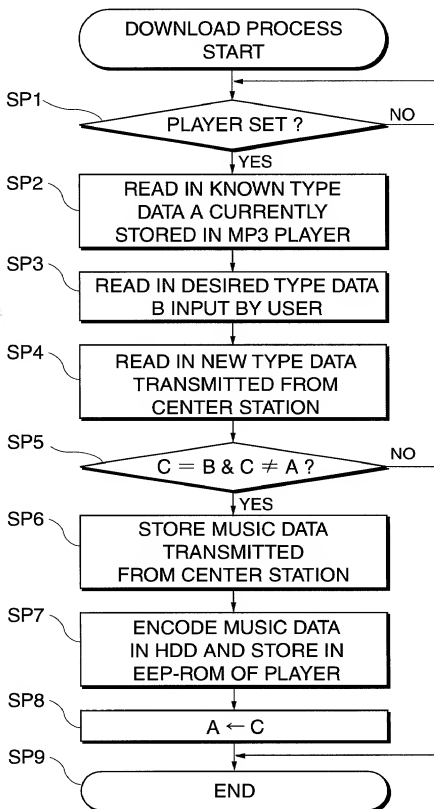 DOWNLOAD PROCESS
START
SP1
PLAYER SET ?
NO
YES
SP2
READ IN KNOWN TYPE
DATA A CURRENTLY
STORED IN MP3 PLAYER
SP3
READ IN DESIRED TYPE DATA
B INPUT BY USER
SP4
READ IN NEW TYPE DATA
TRANSMITTED FROM
CENTER STATION
SP5
C = B & C ≠ A ?
NO
YES
SP6
STORE MUSIC DATA
TRANSMITTED
FROM CENTER STATION
SP7
ENCODE MUSIC DATA
IN HDD AND STORE IN
EEP-ROM OF PLAYER
SP8
A ← C
SP9
END